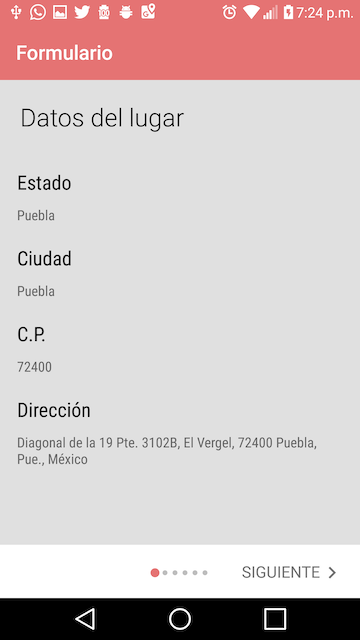 7:24 p.m.
Formulario
Datos del lugar
Estado
Puebla
Ciudad
Puebla
C.P.
72400
Dirección
Diagonal de la 19 Pte. 3102B, El Vergel, 72400 Puebla,
Pue., México
SIGUIENTE